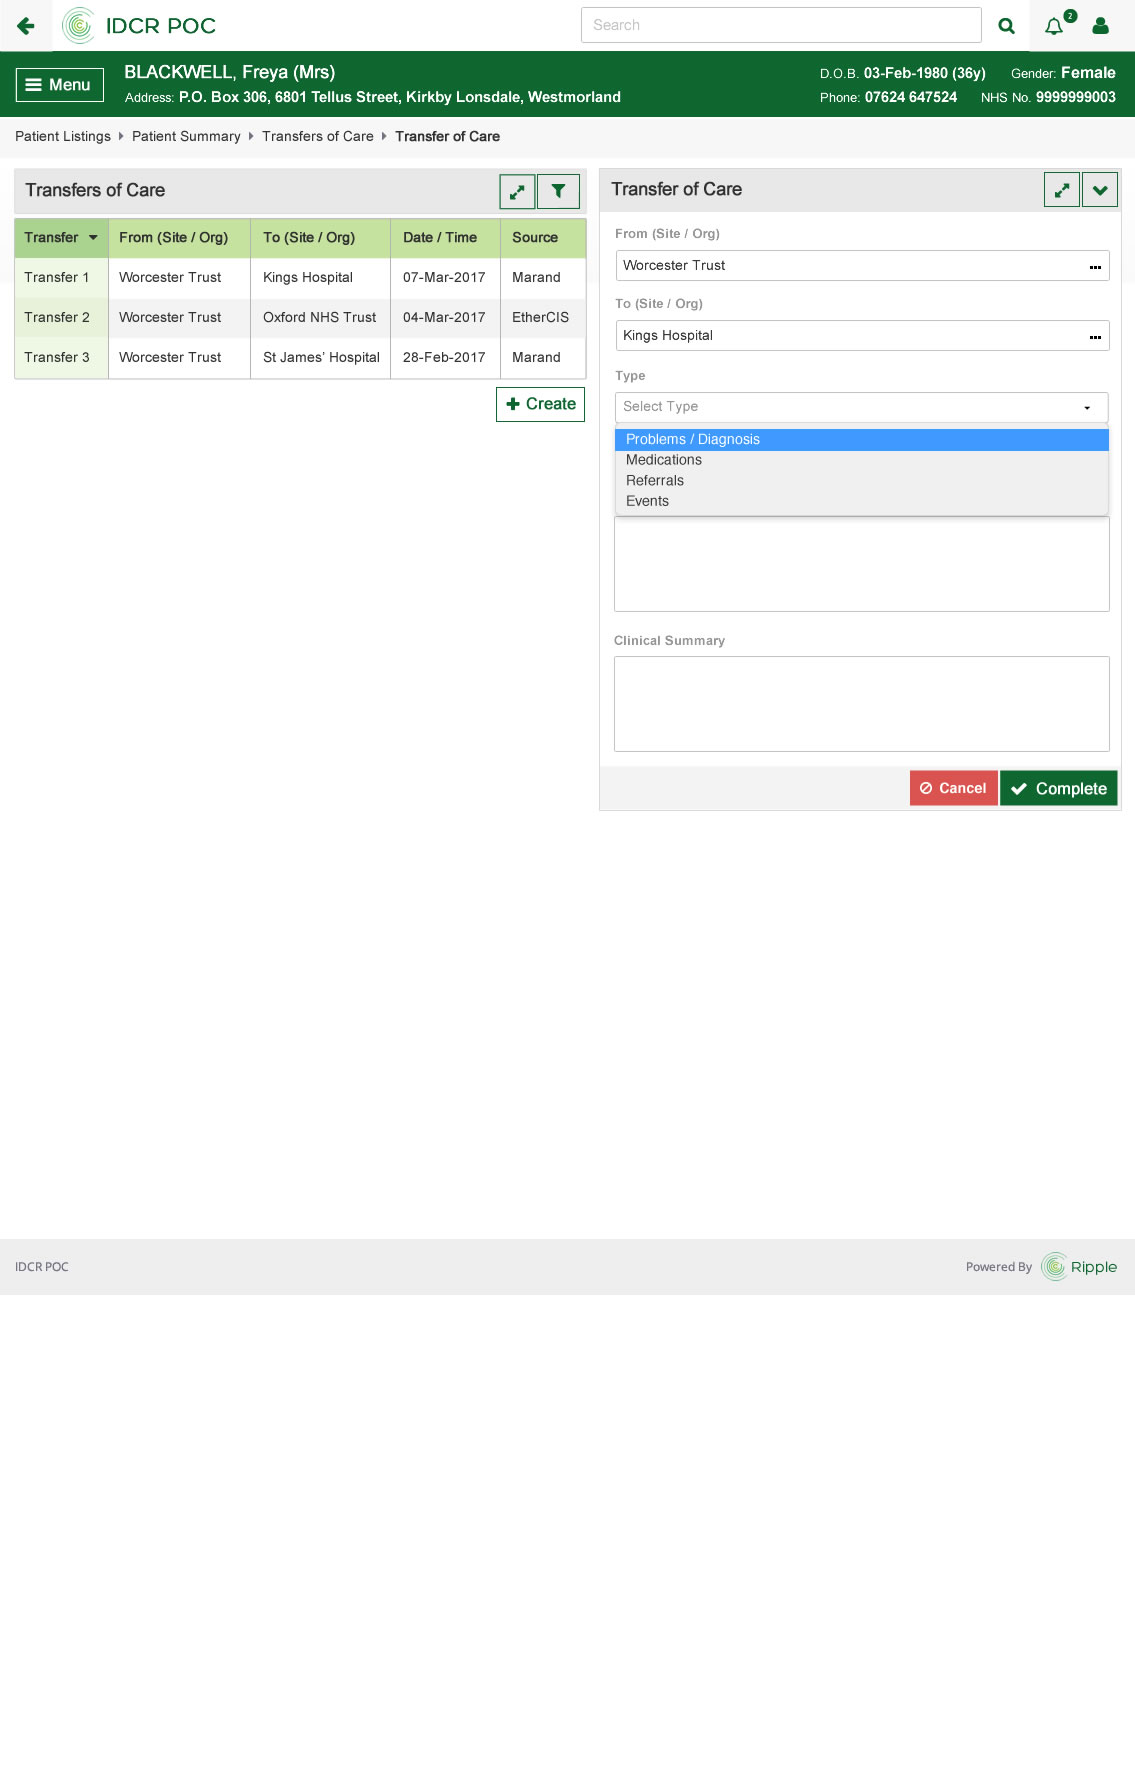 IDCR POC
Search
2
Menu
BLACKWELL, Freya (Mrs)
D.O.B. 03-Feb-1980 (36y) Gender: Female
Address: P.O. Box 306, 6801 Tellus Street, Kirkby Lonsdale, Westmorland
Phone: 07624 647524 NHS No. 9999999003
Patient Listings Patient Summary Transfers of Care Transfer of Care
Transfers of Care
Transfer From (Site / Org) To (Site / Org) Date / Time Source
Transfer 1 Worcester Trust Kings Hospital 07-Mar-2017 Marand
Transfer 2 Worcester Trust Oxford NHS Trust 04-Mar-2017 EtherCIS
Transfer 3 Worcester Trust St James’ Hospital 28-Feb-2017 Marand
Create
Transfer of Care
From (Site / Org)
Worcester Trust
To (Site / Org)
Kings Hospital
Type
Select Type
Problems / Diagnosis
Medications
Referrals
Events
Clinical Summary
Cancel Complete
IDCR POC
Powered By Ripple